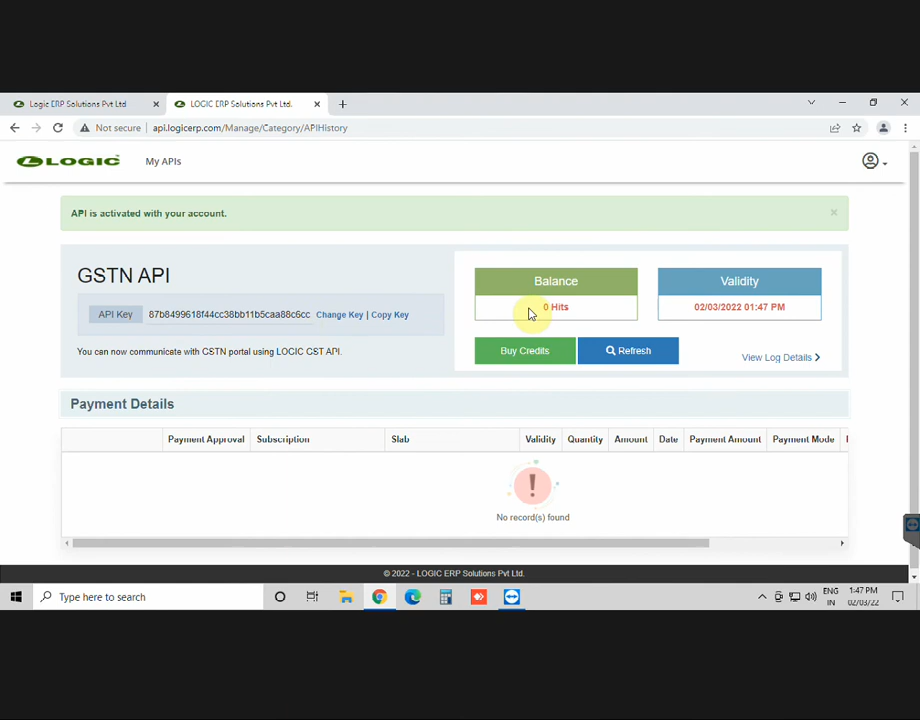 Logic ERP Solutions Pvt Ltd
LOGIC ERP Solutions Pvt Ltd.
Not secure
api.logicerp.com/Manage/Category/APIHistory
LOGIC
My APIs
API is activated with your account.
GSTN API
Balance
Validity
0 Hits
02/03/2022 01:47 PM
API Key
87b8499618f44cc38bb11b5caa88c6cc
Change Key | Copy Key
You can now communicate with GSTN portal using LOGIC GST API.
Buy Credits
Refresh
View Log Details
Payment Details
Payment Approval Subscription Slab Validity Quantity Amount Date Payment Amount Payment Mode
No record(s) found
© 2022 - LOGIC ERP Solutions Pvt Ltd.
Type here to search
ENG
IN
1:47 PM
02/03/22